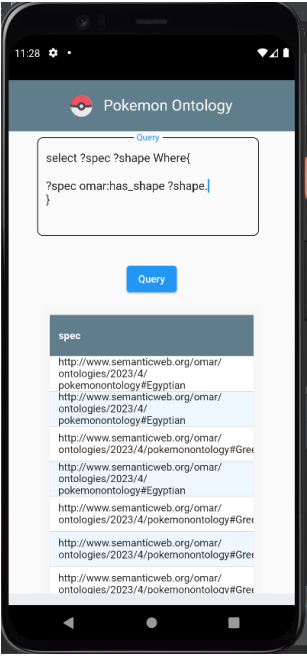 11:28
Pokemon Ontology
Query
select ?spec ?shape Where{
?spec omar:has_shape ?shape.
}
Query
spec
http://www.semanticweb.org/omar/
ontologies/2023/4/
pokemonontology#Egyptian
http://www.semanticweb.org/omar/
ontologies/2023/4/
pokemonontology#Egyptian
http://www.semanticweb.org/omar/
ontologies/2023/4/pokemonontology#Gree
http://www.semanticweb.org/omar/
ontologies/2023/4/
pokemonontology#Egyptian
http://www.semanticweb.org/omar/
ontologies/2023/4/pokemonontology#Gree
http://www.semanticweb.org/omar/
ontologies/2023/4/pokemonontology#Gree
http://www.semanticweb.org/omar/
ontologies/2023/4/pokemonontology#Gree